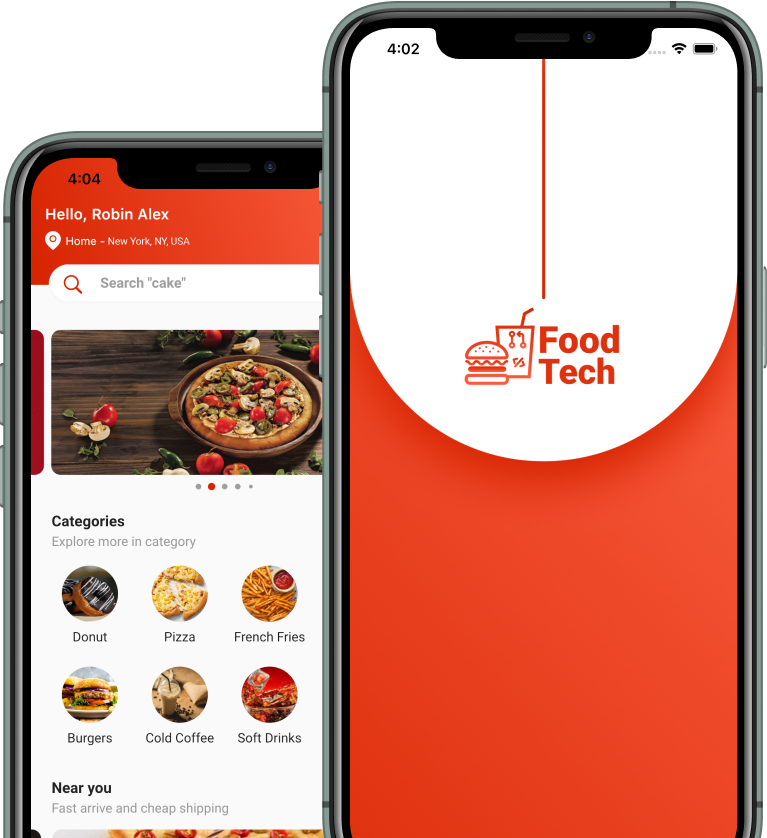 4:04
Hello, Robin Alex
Home - New York, NY, USA
Search "cake"
Categories
Explore more in category
Donut
Pizza
French Fries
Burgers
Cold Coffee
Soft Drinks
Near you
Fast arrive and cheap shipping
4:02
Food
Tech